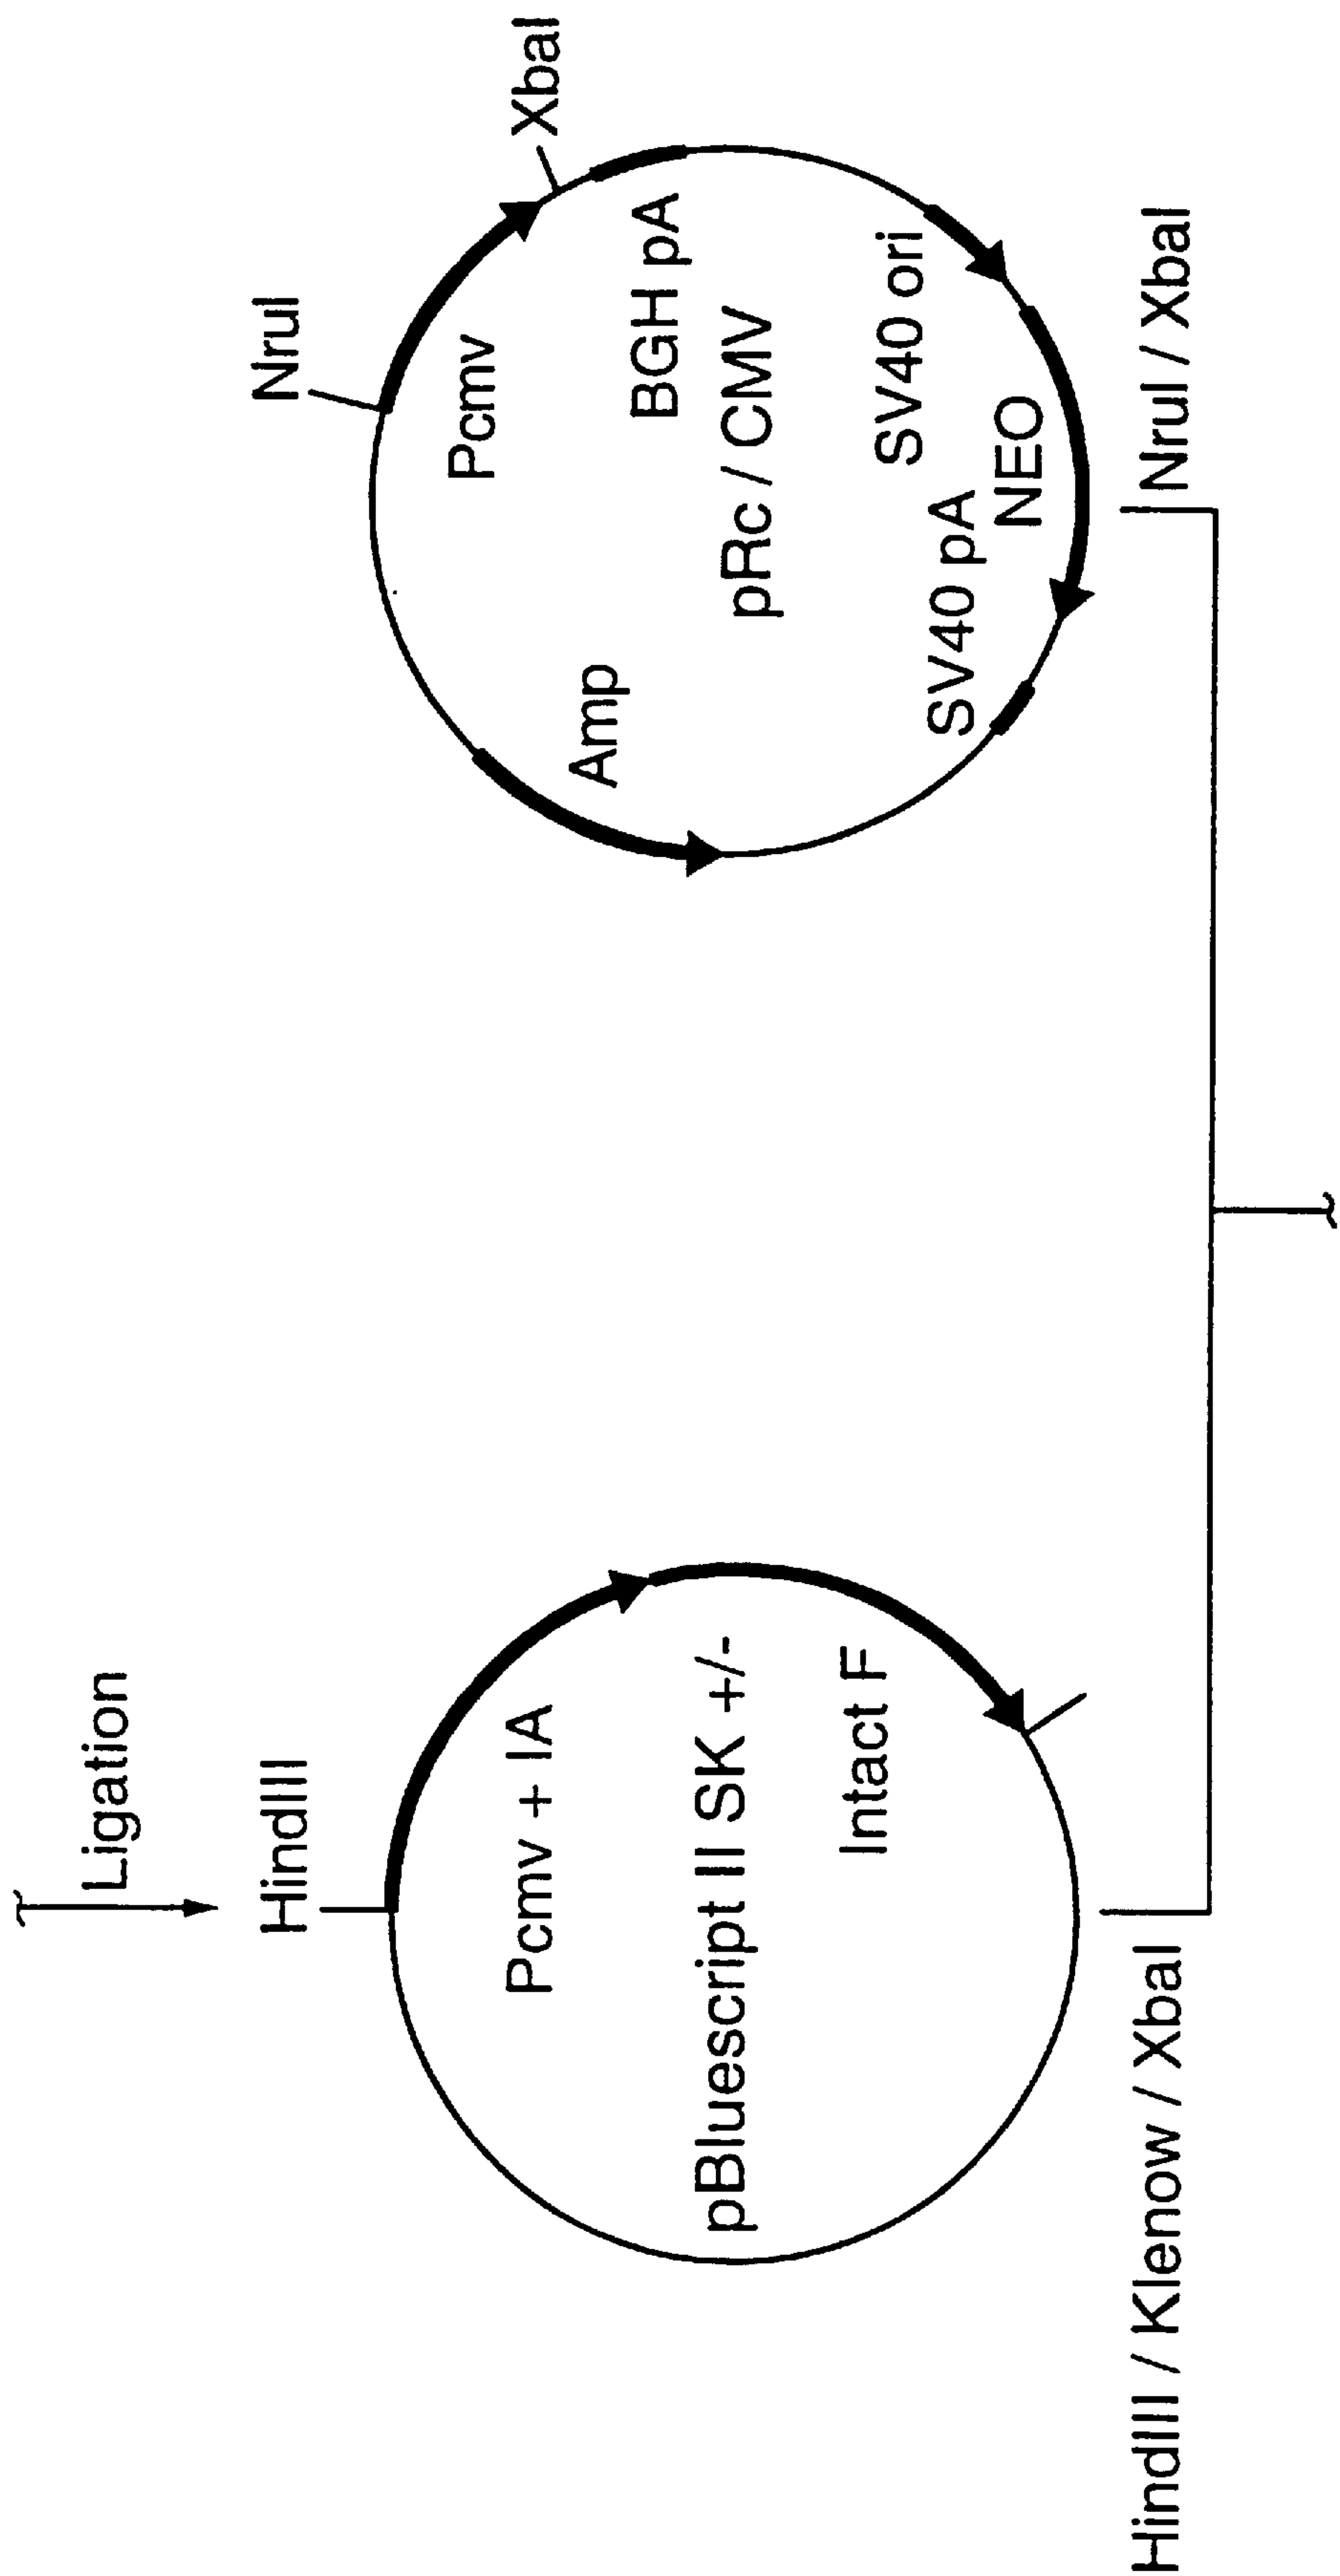 Ligation
HindIII
Pcmv + IA
pBluescript II SK +/-
Intact F
HindIII / Klenow / XbaI
NruI
XbaI
Pcmv
Amp
BGH pA
pRc / CMV
SV40 ori
SV40 pA
NEO
NruI / XbaI